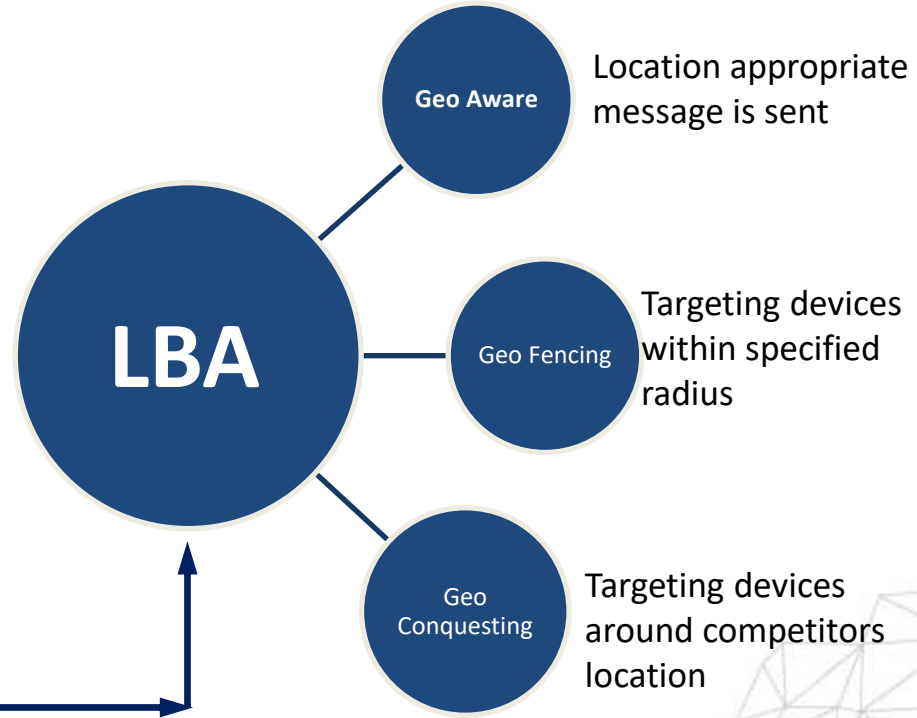 Geo Aware
Location appropriate
message is sent
LBA
Geo Fencing
Targeting devices
within specified
radius
Geo
Conquesting
Targeting devices
around competitors
location